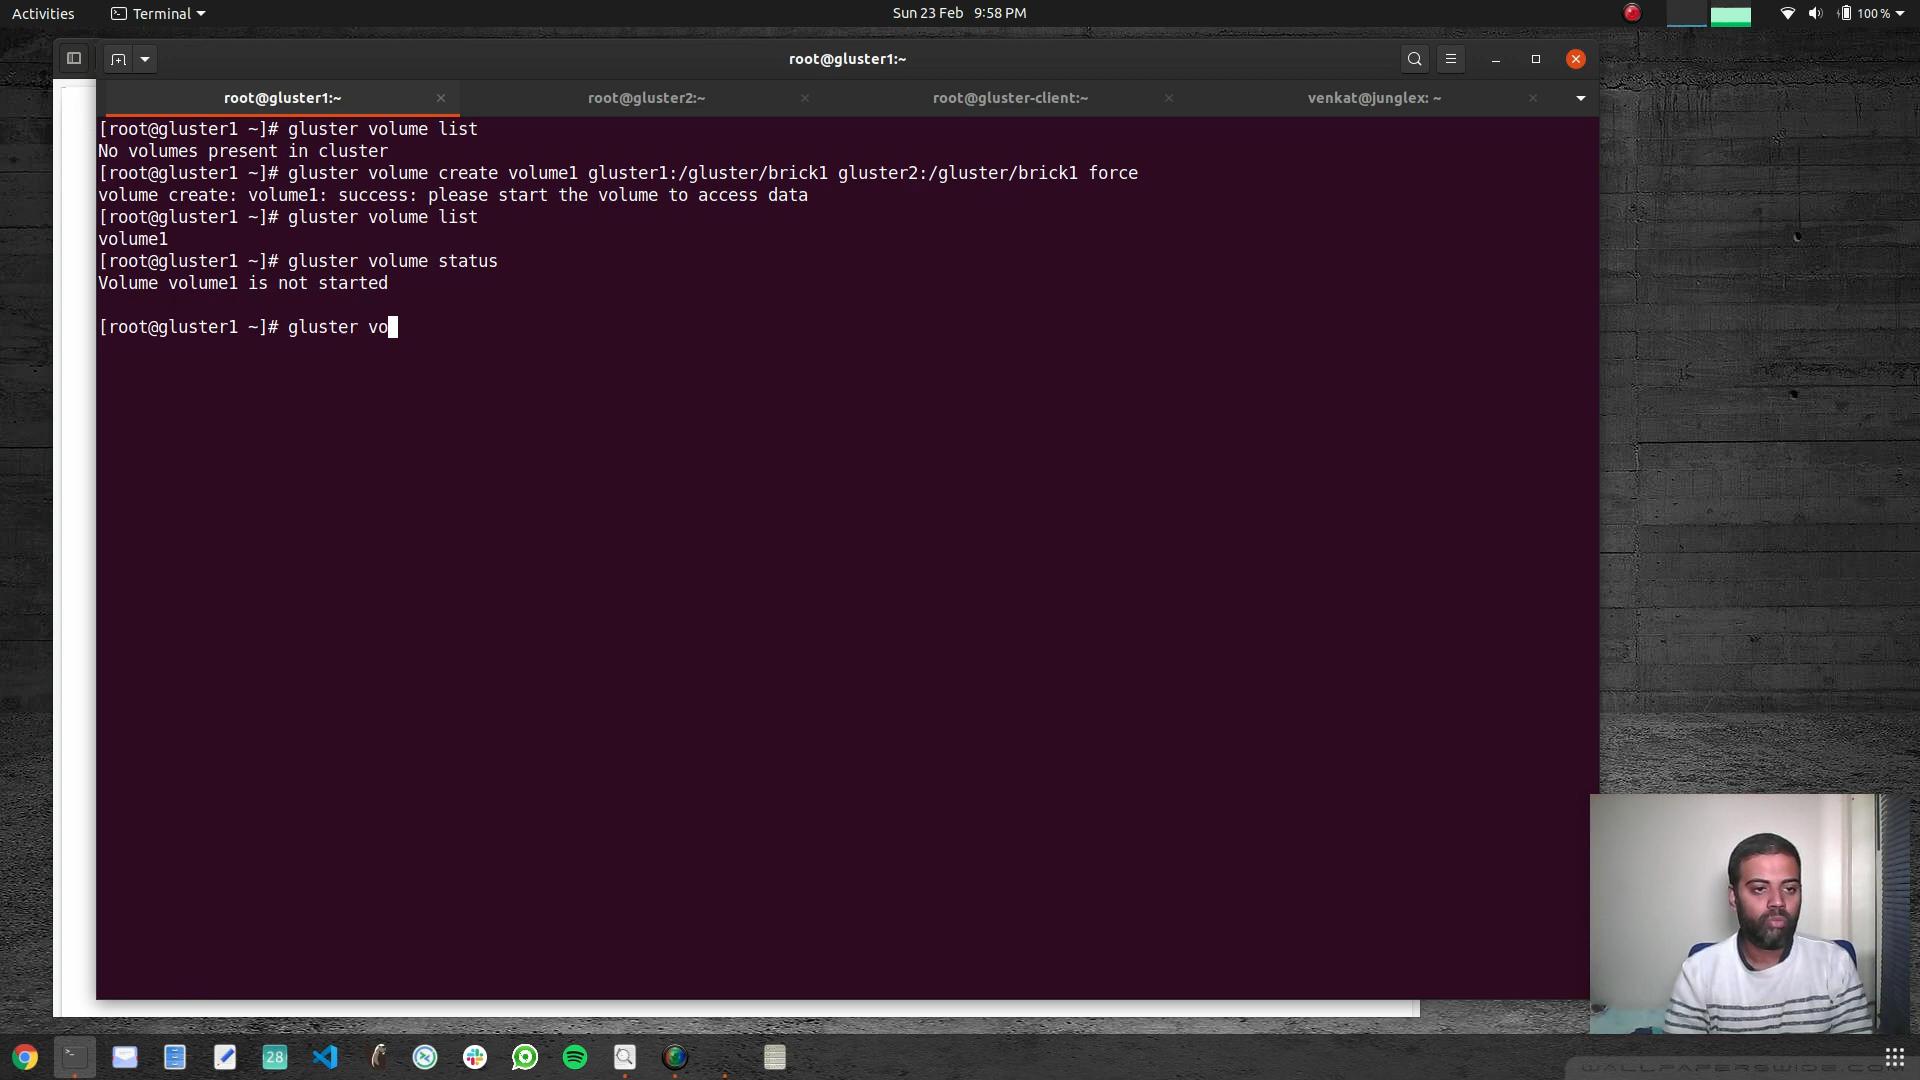 Activities
Terminal
Sun 23 Feb 9:58 PM
100 %
root@gluster1:~
root@gluster1:~
root@gluster2:~
root@gluster-client:~
venkat@junglex: ~
[root@gluster1 ~]# gluster volume list
No volumes present in cluster
[root@gluster1 ~]# gluster volume create volume1 gluster1:/gluster/brick1 gluster2:/gluster/brick1 force
volume create: volume1: success: please start the volume to access data
[root@gluster1 ~]# gluster volume list
volume1
[root@gluster1 ~]# gluster volume status
Volume volume1 is not started
[root@gluster1 ~]# gluster vo
28
WALLPAPERSWIDE.COM